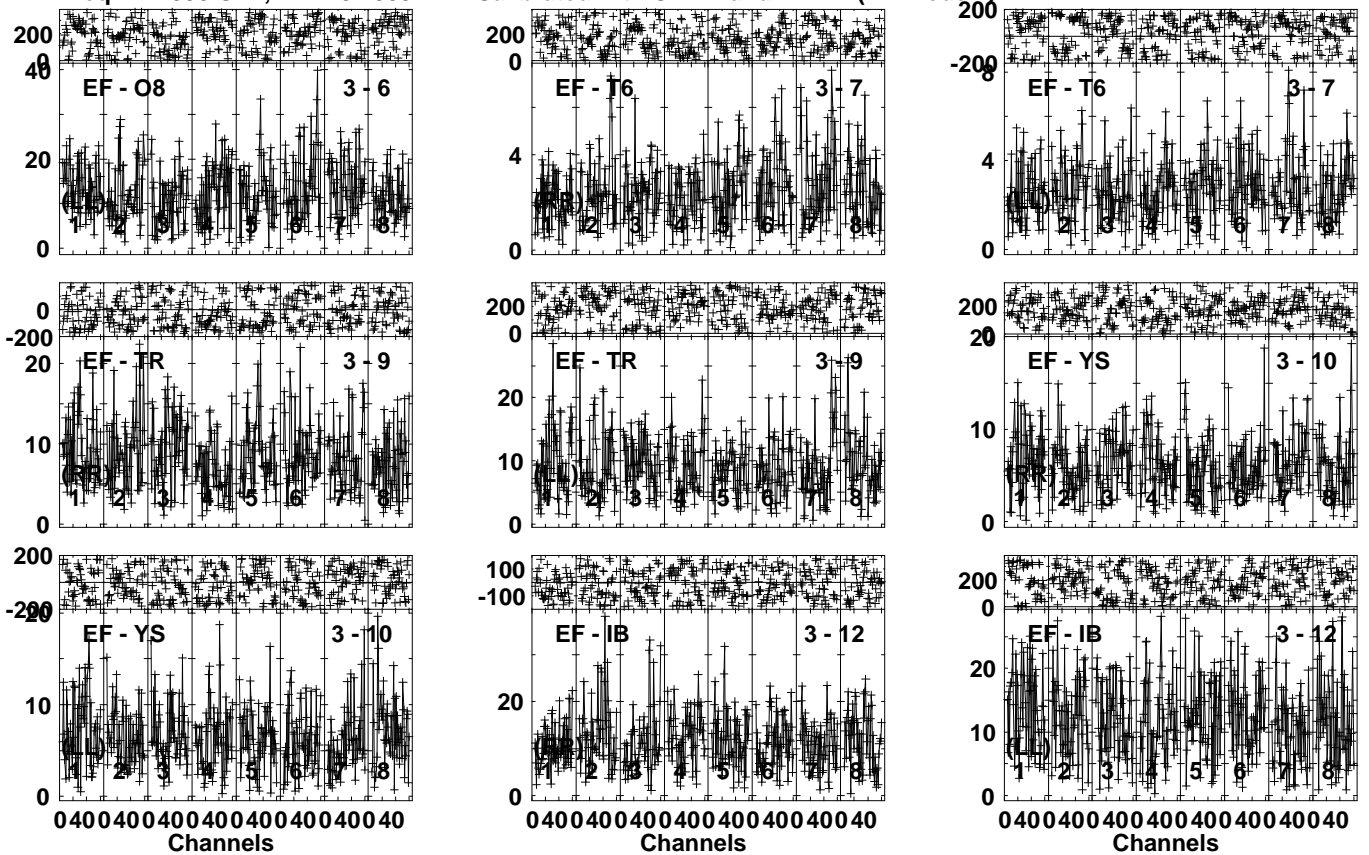 200 200 200
0 0 -200
40 EF - O8 3 - 6
20
(LL)
1 2 3 4 5 6 7 8
0
EF - T6 3 - 7
4
(RR)
1 2 3 4 5 6 7 8
0
8 EF - T6 3 - 7
4
(LL)
1 2 3 4 5 6 7 8
0
0
-200
20 EF - TR 3 - 9
10
(RR)
1 2 3 4 5 6 7 8
0
200
0
EF - TR 3 - 9
20
10
(LL)
1 2 3 4 5 6 7 8
0
200
0
20 EF - YS 3 - 10
10
(RR)
1 2 3 4 5 6 7 8
0
200
-200
20 EF - YS 3 - 10
10
(LL)
1 2 3 4 5 6 7 8
0
100
-100
EF - IB 3 - 12
20
(RR)
1 2 3 4 5 6 7 8
0
200
0
EF - IB 3 - 12
20
10
(LL)
1 2 3 4 5 6 7 8
0
0 40 0 40 0 40 0 40 0 40 0 40 0 40 0 40
Channels
0 40 0 40 0 40 0 40 0 40 0 40 0 40 0 40
Channels
0 40 0 40 0 40 0 40 0 40 0 40 0 40 0 40
Channels